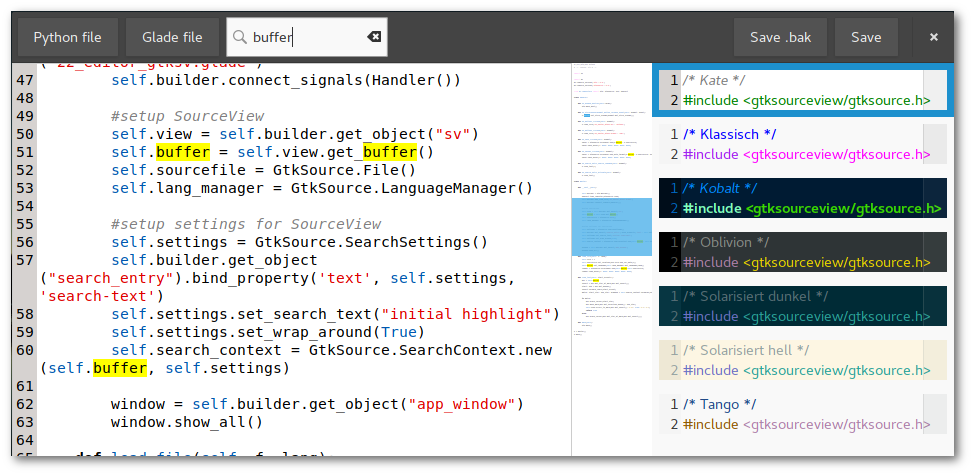 Python file Glade file buffer Save .bak Save ×
("22_editor_gtksv.glade")
47 self.builder.connect_signals(Handler())
48
49 #setup SourceView
50 self.view = self.builder.get_object("sv")
51 self.buffer = self.view.get_buffer()
52 self.sourcefile = GtkSource.File()
53 self.lang_manager = GtkSource.LanguageManager()
54
55 #setup settings for SourceView
56 self.settings = GtkSource.SearchSettings()
57 self.builder.get_object
("search_entry").bind_property('text', self.settings,
'search-text')
58 self.settings.set_search_text("initial highlight")
59 self.settings.set_wrap_around(True)
60 self.search_context = GtkSource.SearchContext.new
(self.buffer, self.settings)
61
62 window = self.builder.get_object("app_window")
63 window.show_all()
64
65 def load_file(self, f, lang):
1 /* Kate */
2 #include <gtksourceview/gtksource.h>
1 /* Klassisch */
2 #include <gtksourceview/gtksource.h>
1 /* Kobalt */
2 #include <gtksourceview/gtksource.h>
1 /* Oblivion */
2 #include <gtksourceview/gtksource.h>
1 /* Solarisiert dunkel */
2 #include <gtksourceview/gtksource.h>
1 /* Solarisiert hell */
2 #include <gtksourceview/gtksource.h>
1 /* Tango */
2 #include <gtksourceview/gtksource.h>